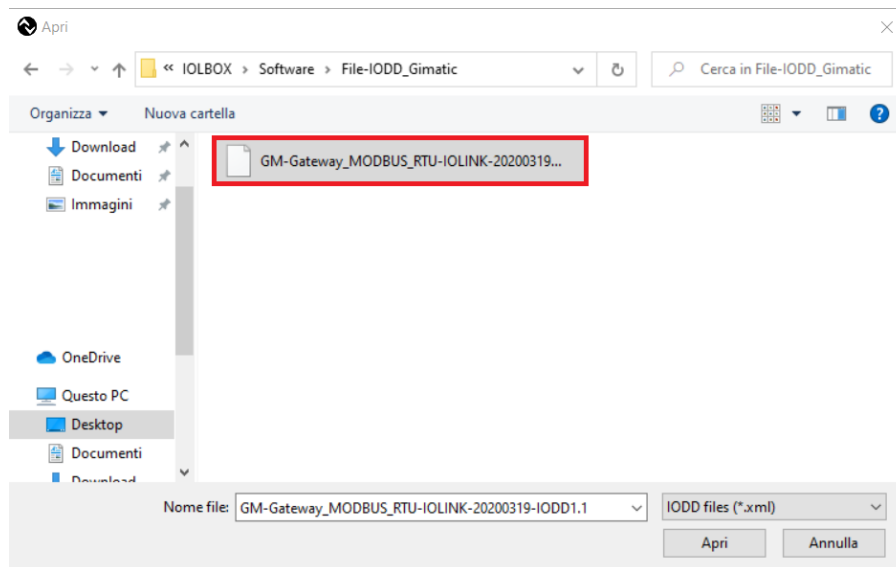 Apri
« IOLBOX > Software > File-IODD_Gimatic
Cerca in File-IODD_Gimatic
Organizza
Nuova cartella
Download
Documenti
Immagini
OneDrive
Questo PC
Desktop
Documenti
Download
GM-Gateway_MODBUS_RTU-IOLINK-20200319...
Nome file: GM-Gateway_MODBUS_RTU-IOLINK-20200319-IODD1.1
IODD files (*.xml)
Apri
Annulla